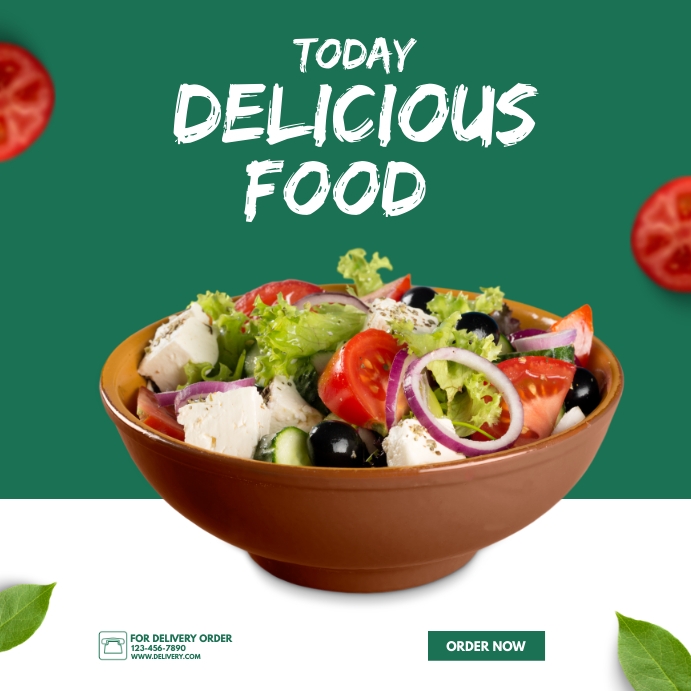 TODAY
DELICIOUS
FOOD
FOR DELIVERY ORDER
123-456-7890
WWW.DELIVERY.COM
ORDER NOW